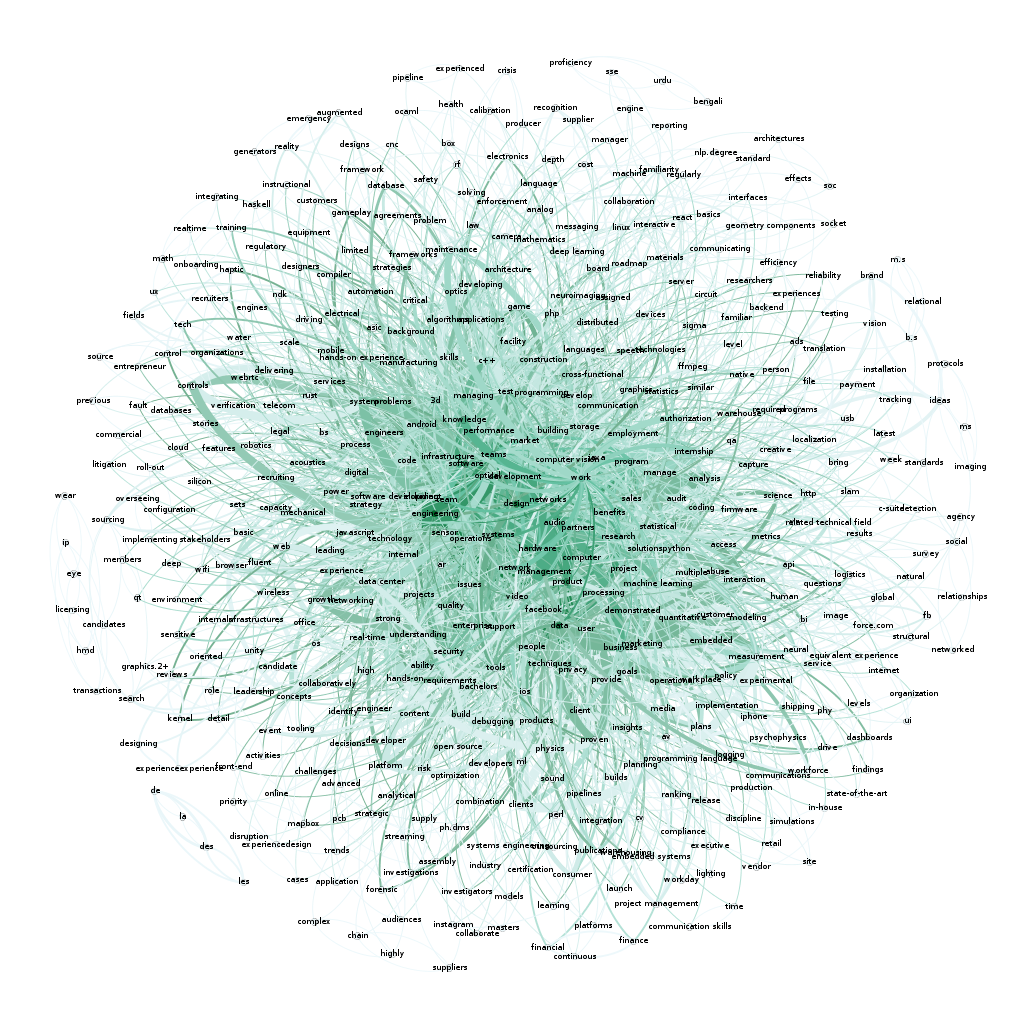 proficiency
experienced
crisis
sse
pipeline
urdu
bengali
health
augmented
ocaml
calibration
recognition
engine
emergency
producer
supplier
reporting
reality
designs
cnc
box
manager
architectures
generators
electronics
depth
cost
nlp.degree
standard
framework
rf
machine
familiarity
regularly
instructional
database
safety
language
effects
soc
integrating
haskell
customers
solving
enforcement
collaboration
interfaces
gameplay
agreements
problem
analog
react
basics
realtime
training
equipment
law
messaging
linux
interactive
geometry
components
socket
regulatory
limited
frameworks
maintenance
camera
mathematics
deep learning
communicating
math
onboarding
haptic
designers
compiler
strategies
architecture
board
roadmap
materials
efficiency
m.s
ux
recruiters
ndk
automation
optics
developing
neuroimaging
assigned
server
circuit
researchers
experiences
reliability
brand
relational
fields
tech
engines
driving
electrical
critical
game
php
distributed
devices
familiar
backend
testing
vision
water
scale
asic
background
algorithms
applications
facility
sigma
level
ads
translation
b.s
source
entrepreneur
control
organizations
mobile
hands-on experience
manufacturing
skills
c++
construction
languages
speech
technologies
ffmpeg
native
person
installation
protocols
controls
webrtc
delivering
services
cross-functional
graphics
statistics
similar
file
payment
previous
fault
databases
verification
telecom
rust
system
problems
3d
managing
test
programming
develop
communication
authorization
warehouse
required
programs
usb
tracking
ideas
commercial
stories
legal
bs
engineers
android
knowledge
performance
building
storage
employment
qa
localization
latest
ms
cloud
features
robotics
process
market
internship
creative
litigation
roll-out
silicon
recruiting
acoustics
digital
code
infrastructure
software
teams
computer vision
java
program
manage
analysis
capture
bring
week
standards
imaging
wear
overseeing
configuration
sets
capacity
mechanical
power
strategy
software development
team
optical
development
work
design
networks
sales
audit
coding
firmware
science
http
slam
c-suite
detection
agency
sourcing
engineering
benefits
ip
implementing
stakeholders
basic
web
leading
javascript
technology
sensor
operations
systems
audio
partners
research
statistical
solutions
python
access
metrics
related technical field
results
social
members
deep
wifi
browser
fluent
internal
hardware
computer
survey
eye
experience
data center
ar
network
management
product
project
machine learning
multiple
abuse
interaction
api
questions
logistics
natural
licensing
qt
environment
wireless
growth
networking
projects
issues
quality
video
processing
facebook
demonstrated
quantitative
customer
modeling
human
bi
image
global
fb
relationships
candidates
sensitive
internals
infrastructures
office
strong
enterprise
support
data
user
force.com
structural
hmd
oriented
unity
os
real-time
understanding
security
people
business
marketing
embedded
measurement
neural
service
equivalent experience
internet
networked
graphics.2+
reviews
candidate
high
ability
hands-on
requirements
tools
techniques
privacy
provide
goals
operational
workplace
policy
experimental
transactions
search
role
leadership
concepts
collaboratively
bachelors
ios
organization
kernel
detail
identify
engineer
content
build
debugging
products
client
insights
media
implementation
plans
iphone
shipping
phy
levels
ui
event
tooling
designing
activities
decisions
developer
open source
physics
proven
av
psychophysics
drive
dashboards
experience
experience
front-end
challenges
advanced
platform
risk
optimization
developers
ml
sound
builds
planning
programming language
logging
communications
workforce
findings
de
priority
online
analytical
combination
clients
pipelines
ranking
release
production
state-of-the-art
in-house
la
mapbox
pcb
strategic
supply
ph.d
ms
perl
integration
cv
discipline
simulations
des
disruption
experience
design
trends
streaming
systems engineering
outsourcing
publications
warehousing
embedded systems
compliance
executive
retail
les
cases
application
forensic
investigations
assembly
industry
certification
consumer
workday
lighting
vendor
site
investigators
models
learning
launch
project management
time
complex
audiences
instagram
collaborate
masters
platforms
communication skills
chain
highly
suppliers
financial
continuous
finance